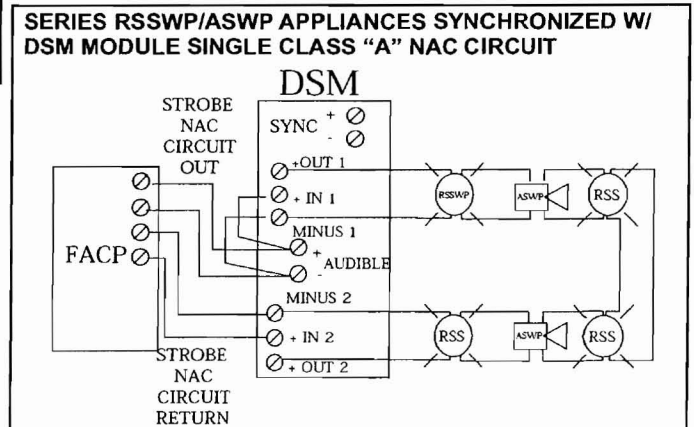 SERIES RSSWP/ASWP APPLIANCES SYNCHRONIZED W/
DSM MODULE SINGLE CLASS “A” NAC CIRCUIT
DSM
STROBE
NAC
CIRCUIT
OUT
SYNC + -
+OUT 1
+ IN 1
MINUS 1
+
AUDIBLE
-
MINUS 2
+ IN 2
+ OUT 2
FACP
RSSWP
ASWP
RSS
RSS
ASWP
RSS
STROBE
NAC
CIRCUIT
RETURN